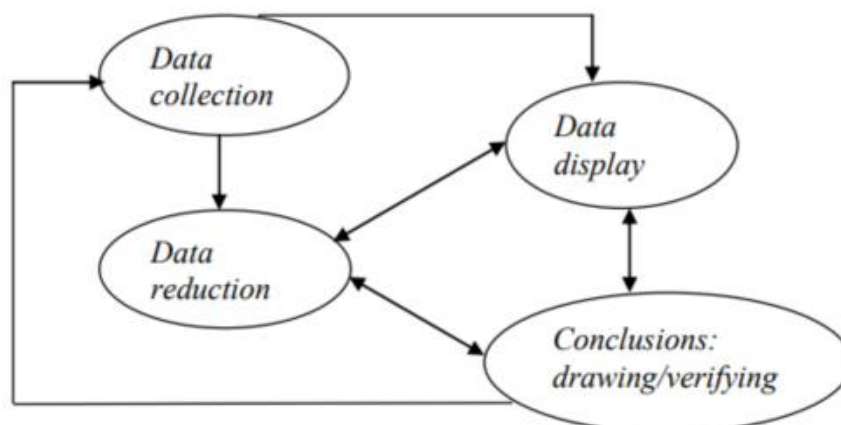 Data
collection
Data
display
Data
reduction
Conclusions:
drawing/verifying